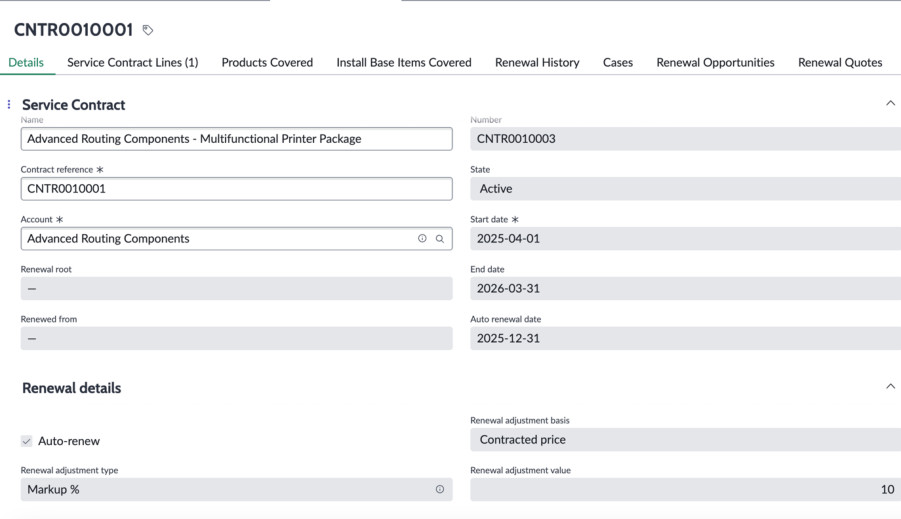 CNTR0010001
Details Service Contract Lines (1) Products Covered Install Base Items Covered Renewal History Cases Renewal Opportunities Renewal Quotes
Service Contract
Name Number
Advanced Routing Components - Multifunctional Printer Package CNTR0010003
Contract reference * State
CNTR0010001 Active
Account * Start date *
Advanced Routing Components 2025-04-01
Renewal root End date
— 2026-03-31
Renewed from Auto renewal date
— 2025-12-31
Renewal details
Renewal adjustment basis
Auto-renew Contracted price
Renewal adjustment type Renewal adjustment value
Markup % 10